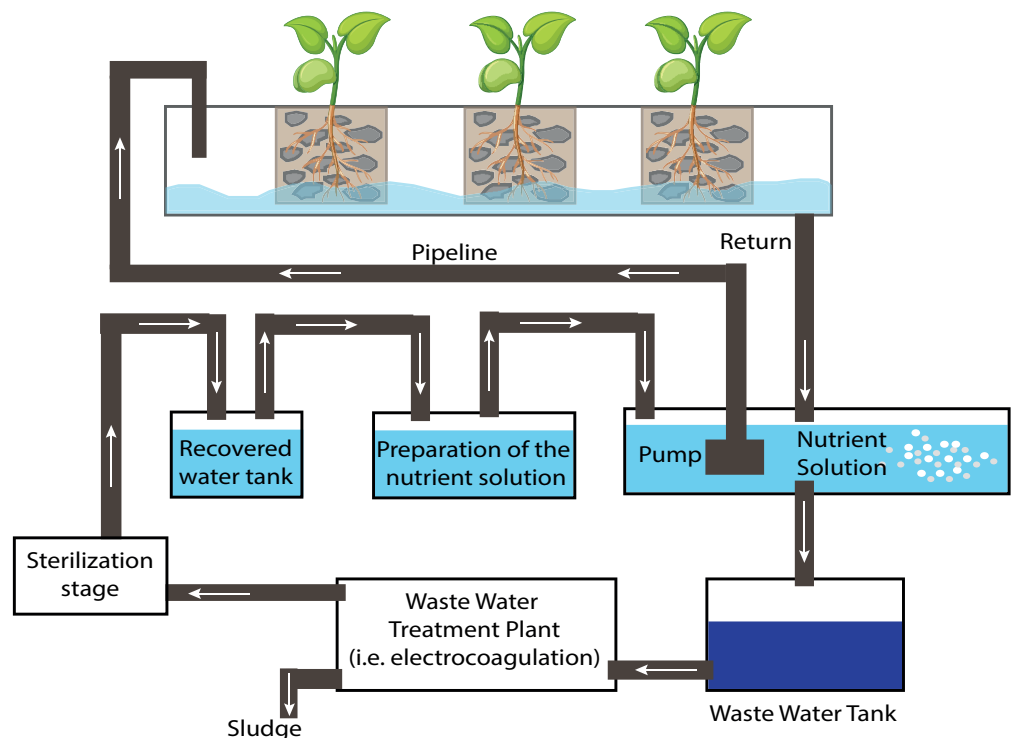 Pipeline
Return
Recovered
water tank
Preparation of the
nutrient solution
Pump
Nutrient
Solution
Sterilization
stage
Waste Water
Treatment Plant
(i.e. electrocoagulation)
Sludge
Waste Water Tank